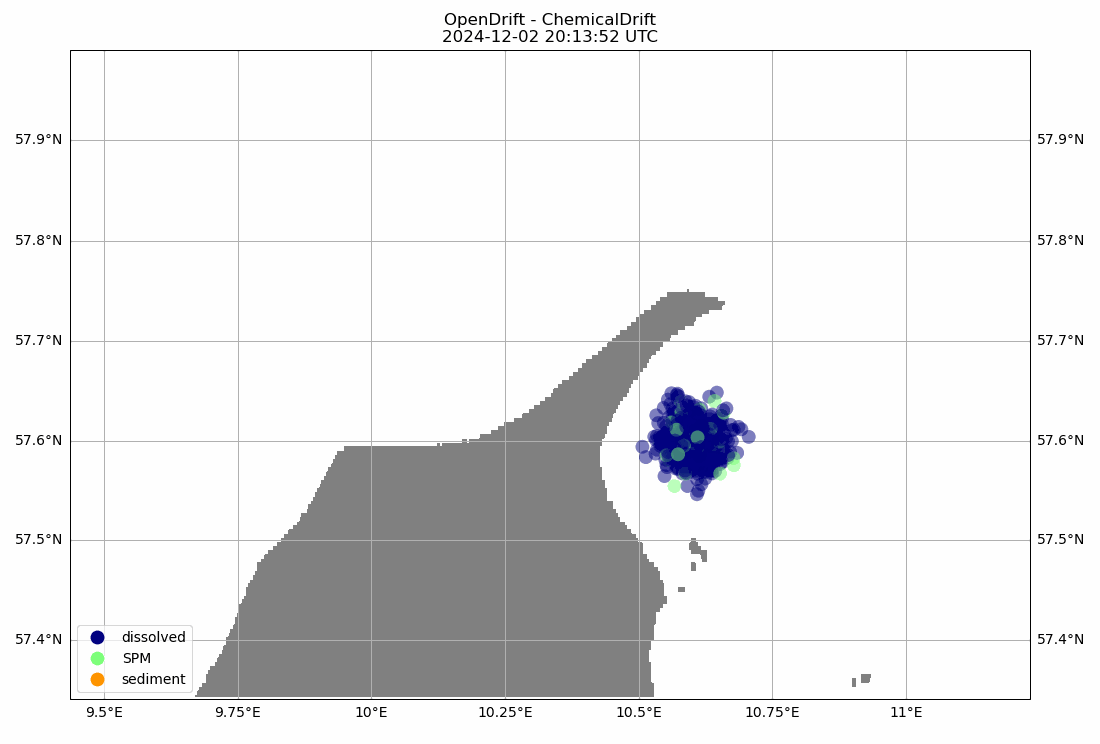 OpenDrift - ChemicalDrift
2024-12-02 20:13:52 UTC
57.9°N 57.9°N
57.8°N 57.8°N
57.7°N 57.7°N
57.6°N 57.6°N
57.5°N 57.5°N
57.4°N 57.4°N
dissolved
SPM
sediment
9.5°E 9.75°E 10°E 10.25°E 10.5°E 10.75°E 11°E